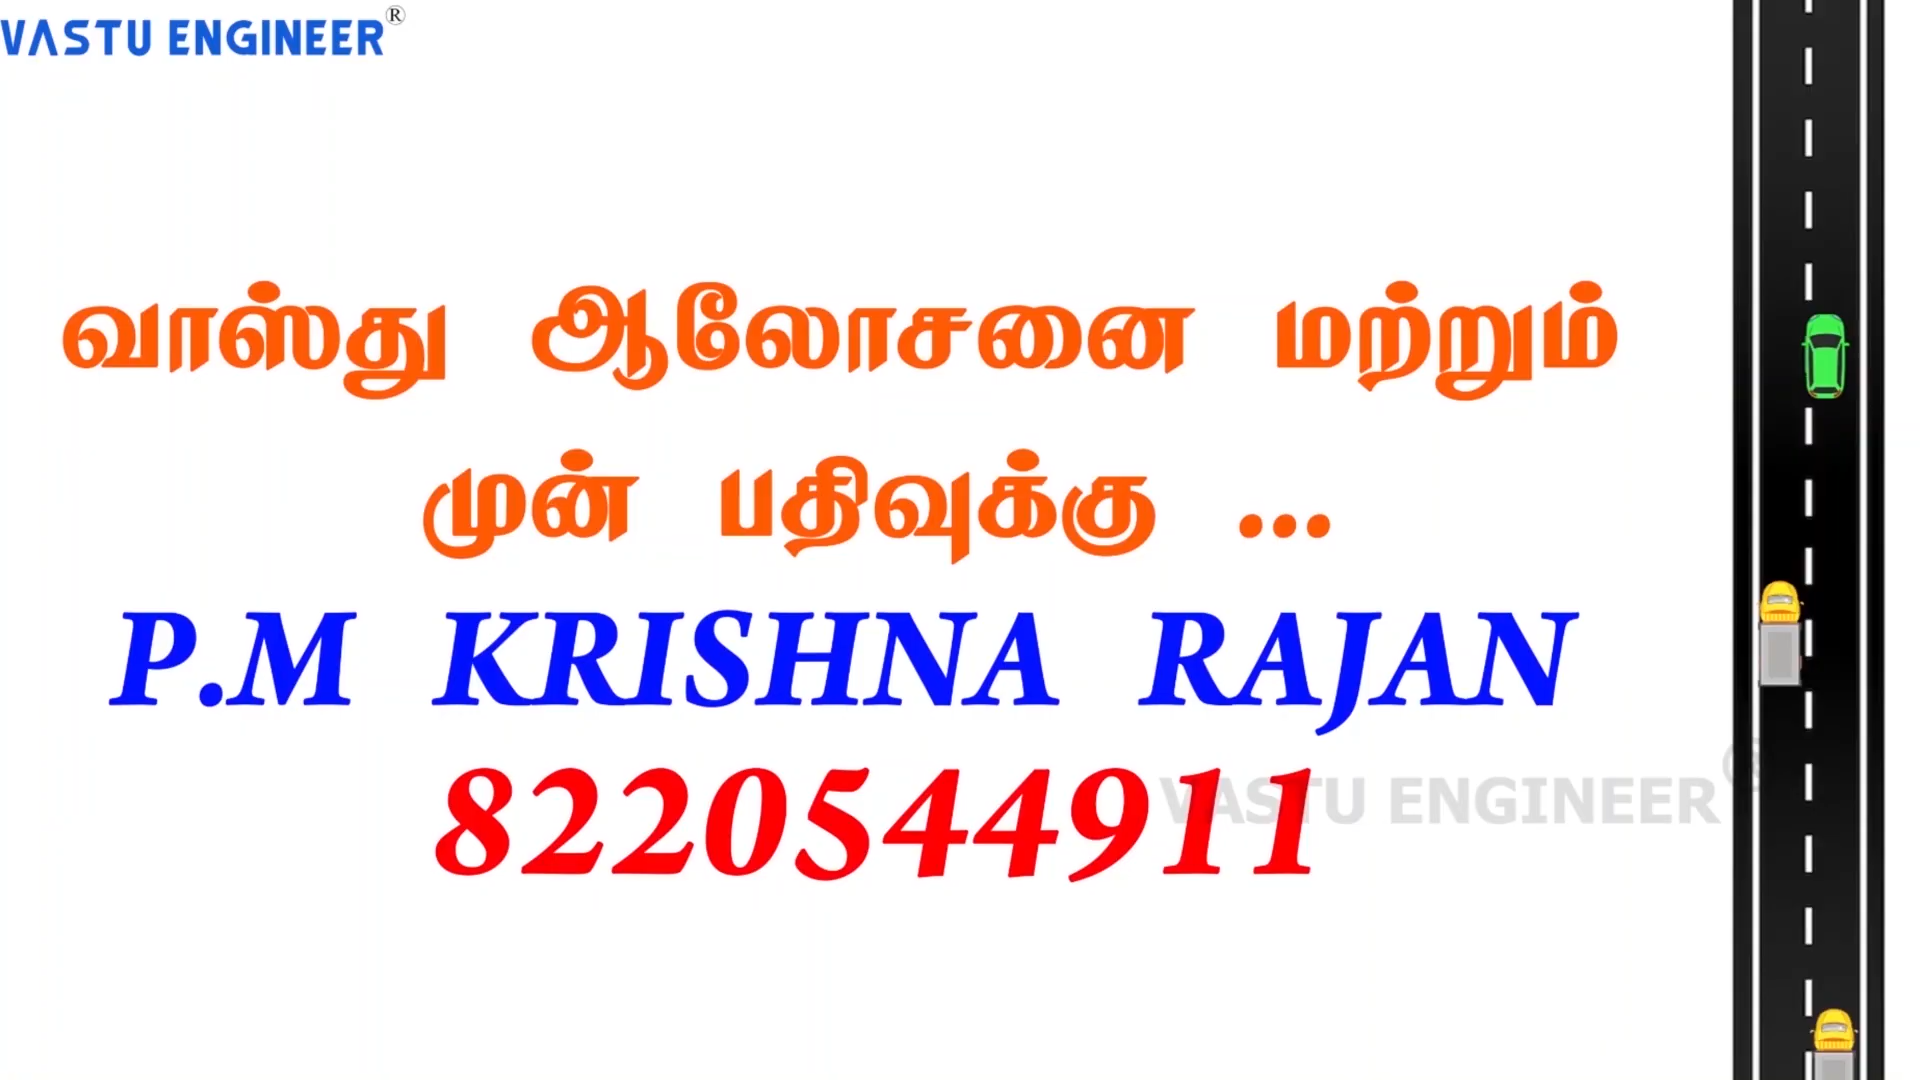 VASTU ENGINEER®
வாஸ்து ஆலோசனை மற்றும்
முன் பதிவுக்கு ...
P.M KRISHNA RAJAN
8220544911
VASTU ENGINEER®